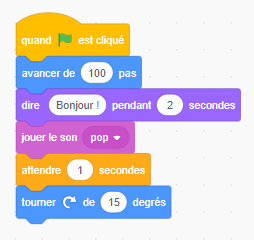 quand est cliqué
avancer de 100 pas
dire Bonjour ! pendant 2 secondes
jouer le son pop
attendre 1 secondes
tourner de 15 degrés